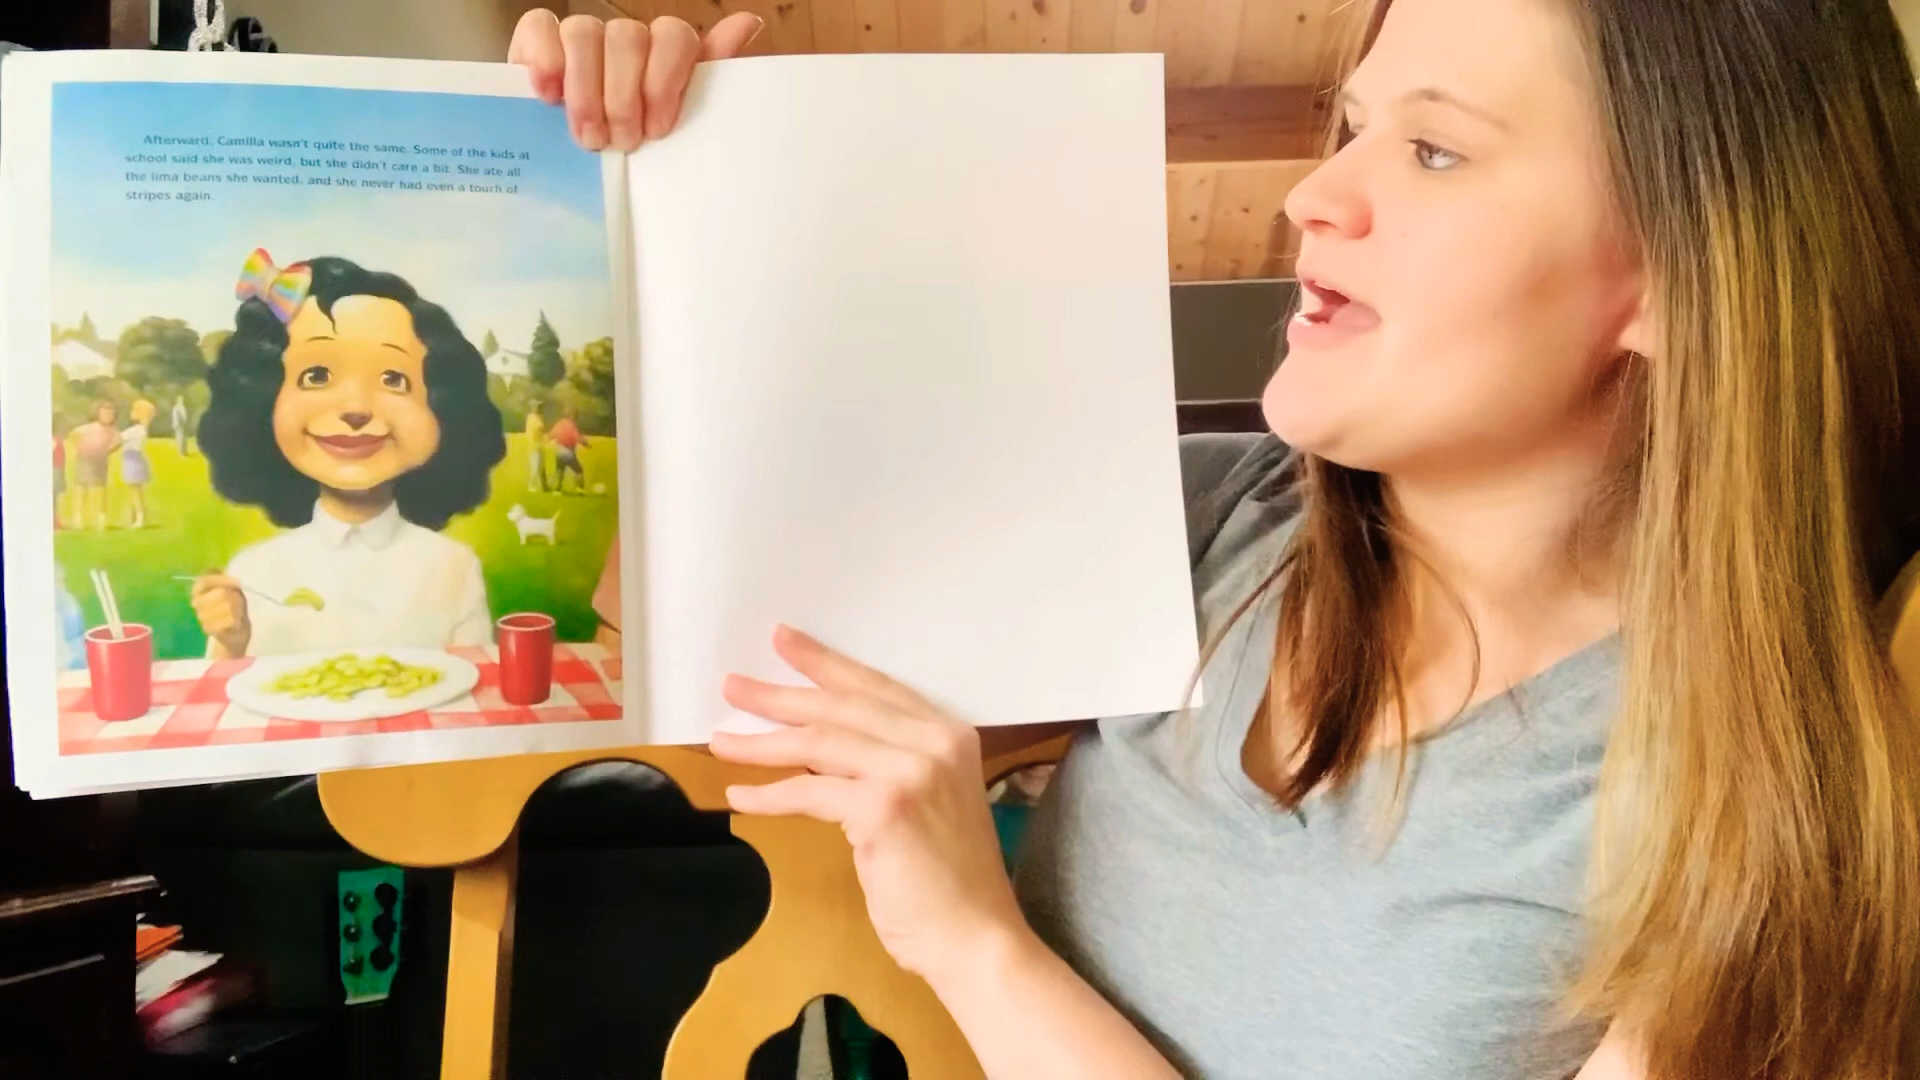 Afterward, Camilla wasn't quite the same. Some of the kids at
school said she was weird, but she didn't care a bit. She ate all
the lima beans she wanted, and she never had even a touch of
stripes again.